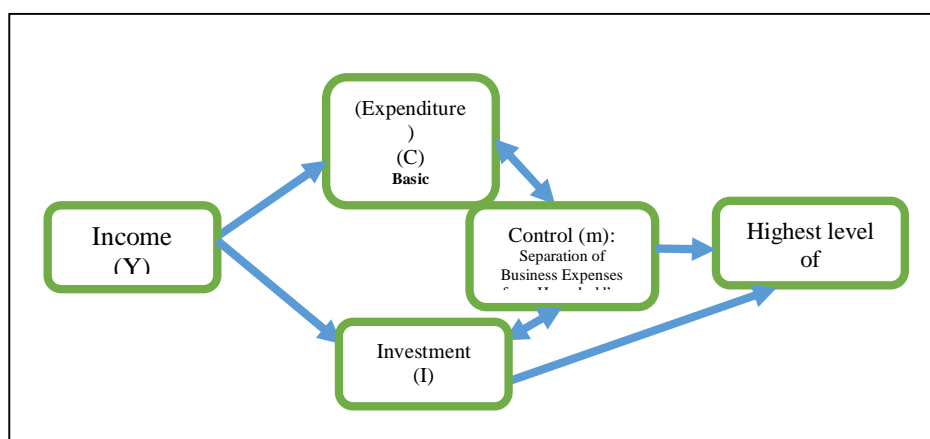 (Expenditure
)
(C)
Basic
Income
(Y)
Control (m):
Separation of
Business Expenses
Highest level
of
Investment
(I)